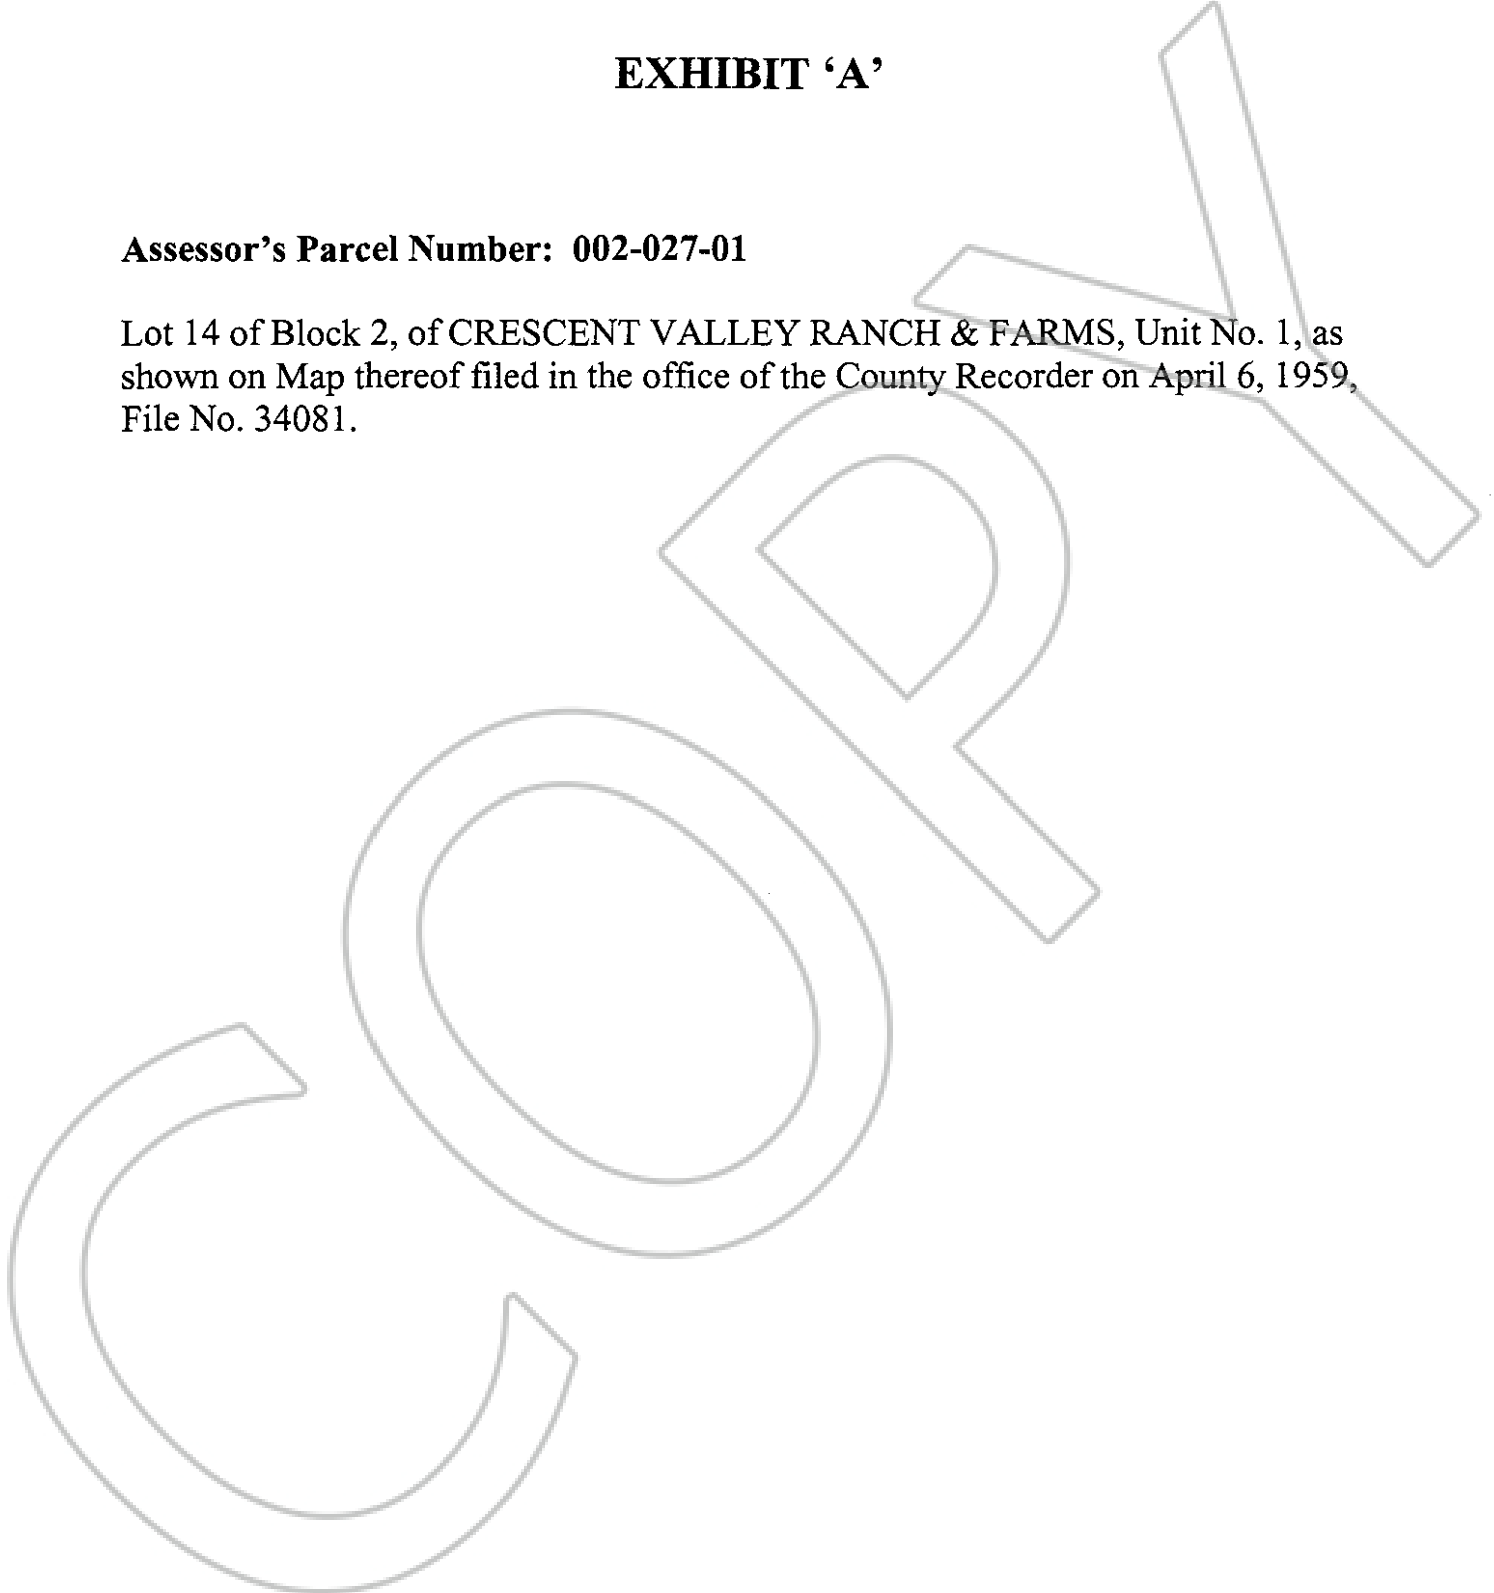 EXHIBIT ‘A’
Assessor’s Parcel Number: 002-027-01
Lot 14 of Block 2, of CRESCENT VALLEY RANCH & FARMS, Unit No. 1, as
shown on Map thereof filed in the office of the County Recorder on April 6, 1959,
File No. 34081.
COPY